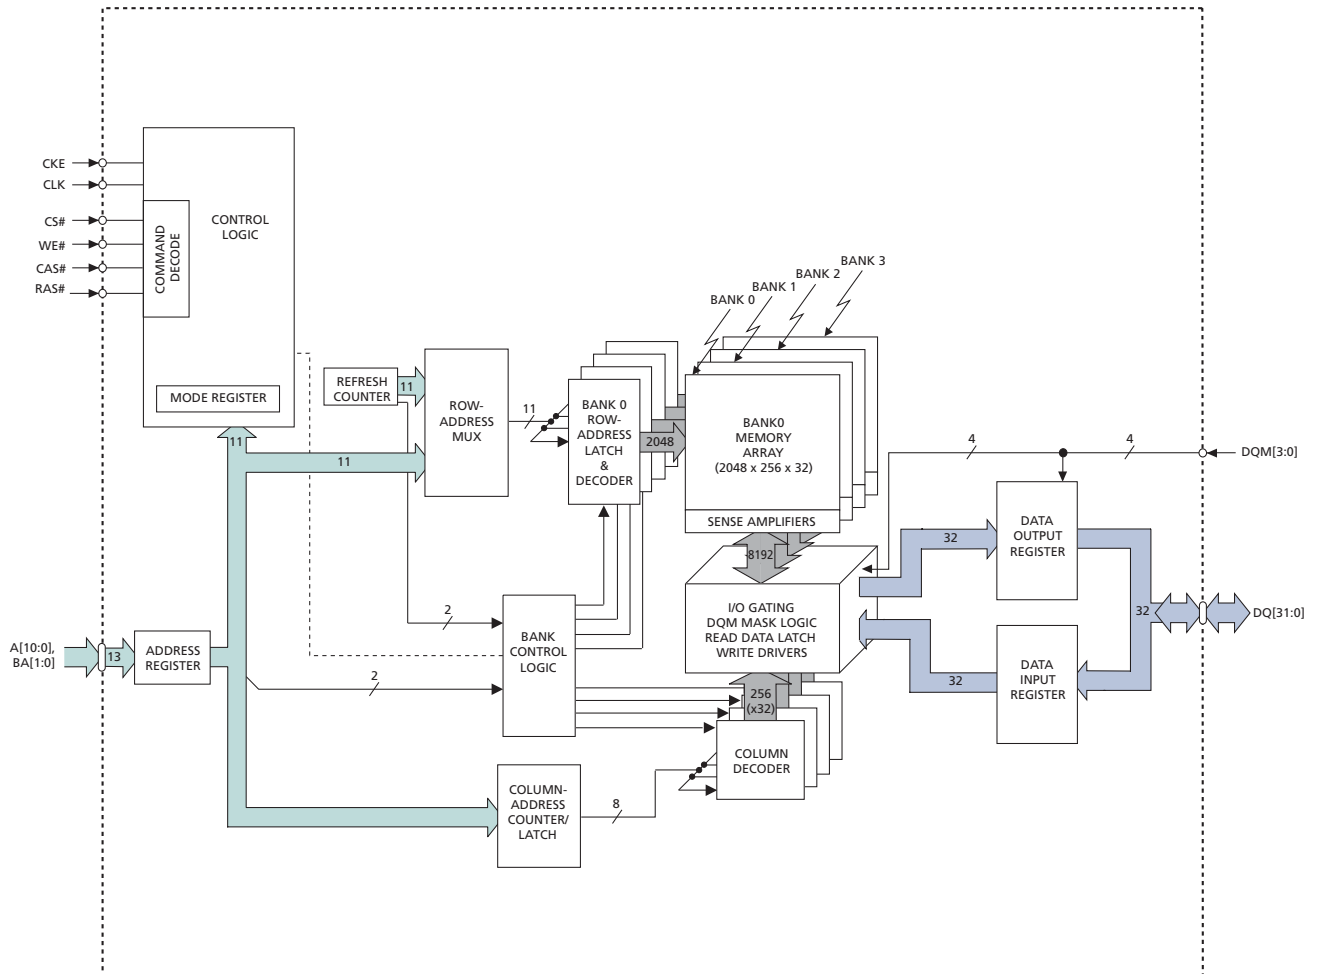 CKE
CLK
CS#
WE#
CAS#
RAS#
COMMAND
DECODE
CONTROL
LOGIC
MODE REGISTER
11
11
REFRESH
COUNTER
11
ROW-
ADDRESS
MUX
11
BANK 0
ROW-
ADDRESS
LATCH
&
DECODER
2048
BANK 0
BANK 1
BANK 2
BANK 3
BANK0
MEMORY
ARRAY
(2048 x 256 x 32)
SENSE AMPLIFIERS
8192
I/O GATING
DQM MASK LOGIC
READ DATA LATCH
WRITE DRIVERS
256
(x32)
COLUMN
DECODER
4
4
DQM[3:0]
32
DATA
OUTPUT
REGISTER
32
DQ[31:0]
32
DATA
INPUT
REGISTER
A[10:0],
BA[1:0]
13
ADDRESS
REGISTER
2
2
BANK
CONTROL
LOGIC
COLUMN-
ADDRESS
COUNTER/
LATCH
8